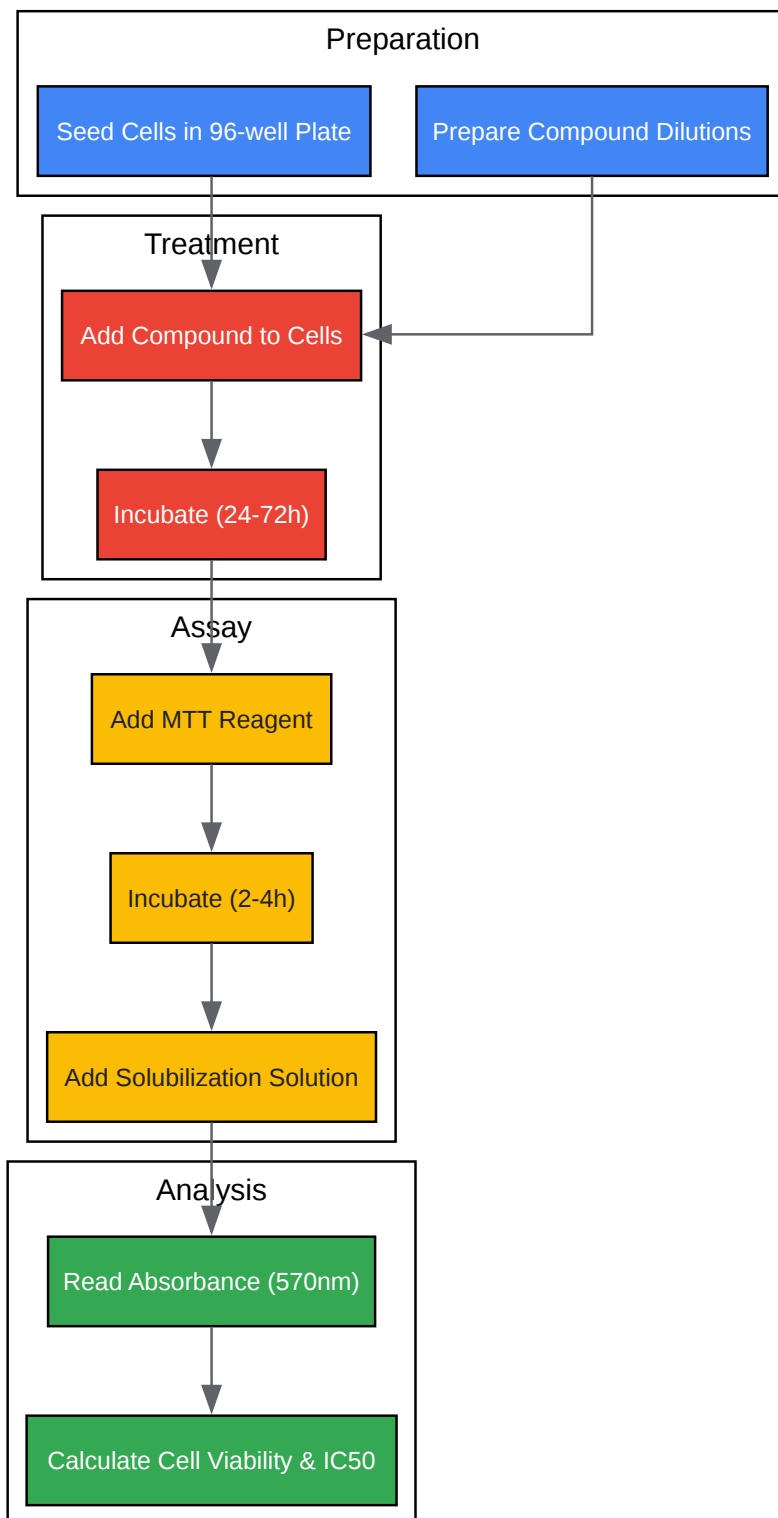 Preparation
Seed Cells in 96-well Plate
Prepare Compound Dilutions
Treatment
Add Compound to Cells
Incubate (24-72h)
Assay
Add MTT Reagent
Incubate (2-4h)
Add Solubilization Solution
Analysis
Read Absorbance (570nm)
Calculate Cell Viability & IC50